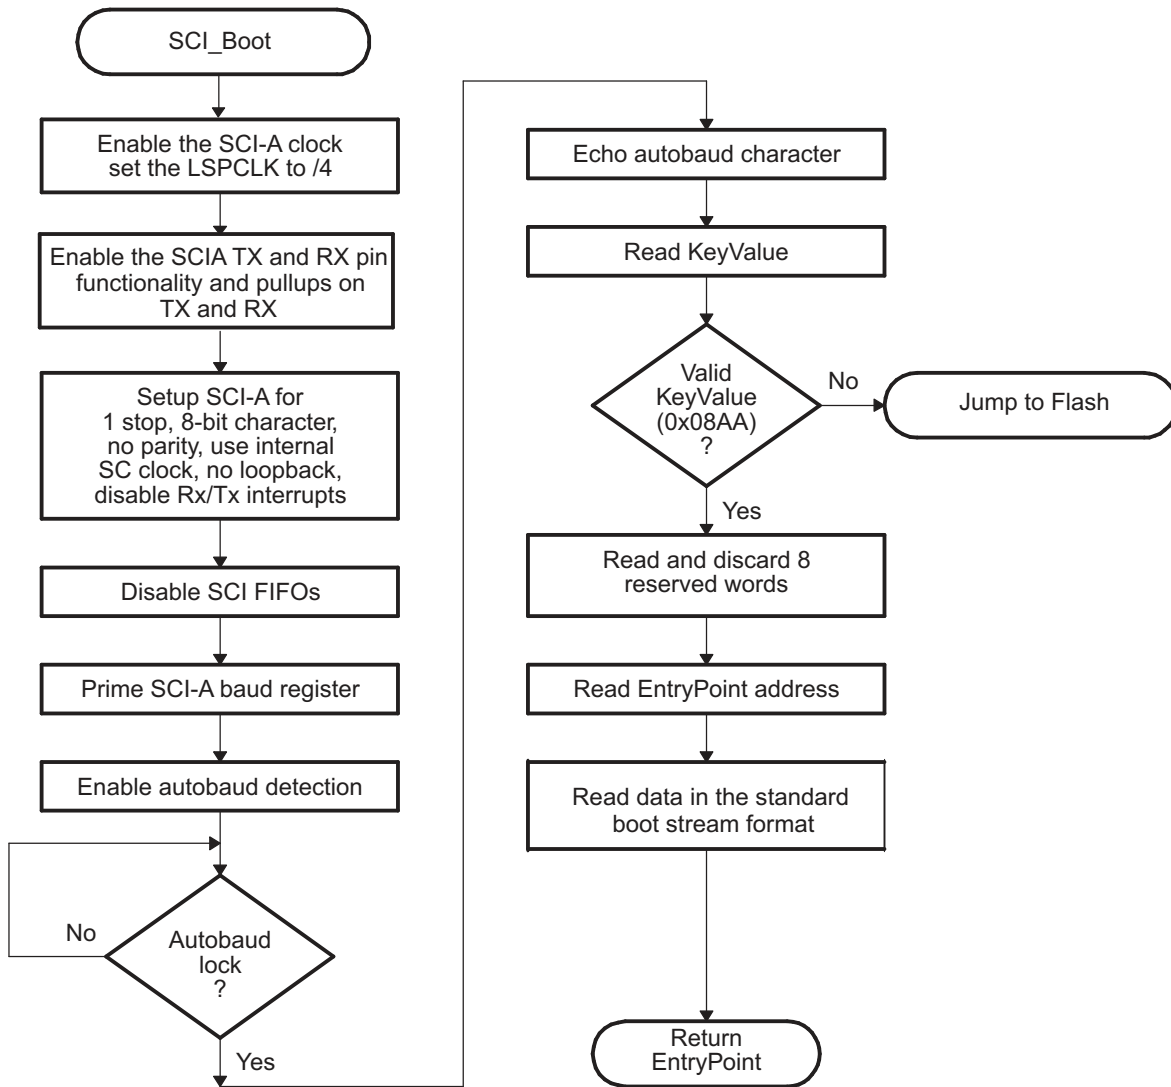 SCI_Boot
Enable the SCI-A clock
set the LSPCLK to /4
Enable the SCIA TX and RX pin
functionality and pullups on
TX and RX
Setup SCI-A for
1 stop, 8-bit character,
no parity, use internal
SC clock, no loopback,
disable Rx/Tx interrupts
Disable SCI FIFOs
Prime SCI-A baud register
Enable autobaud detection
No
Autobaud
lock
?
Yes
Echo autobaud character
Read KeyValue
Valid
KeyValue
(0x08AA)
?
No
Jump to Flash
Yes
Read and discard 8
reserved words
Read EntryPoint address
Read data in the standard
boot stream format
Return
EntryPoint